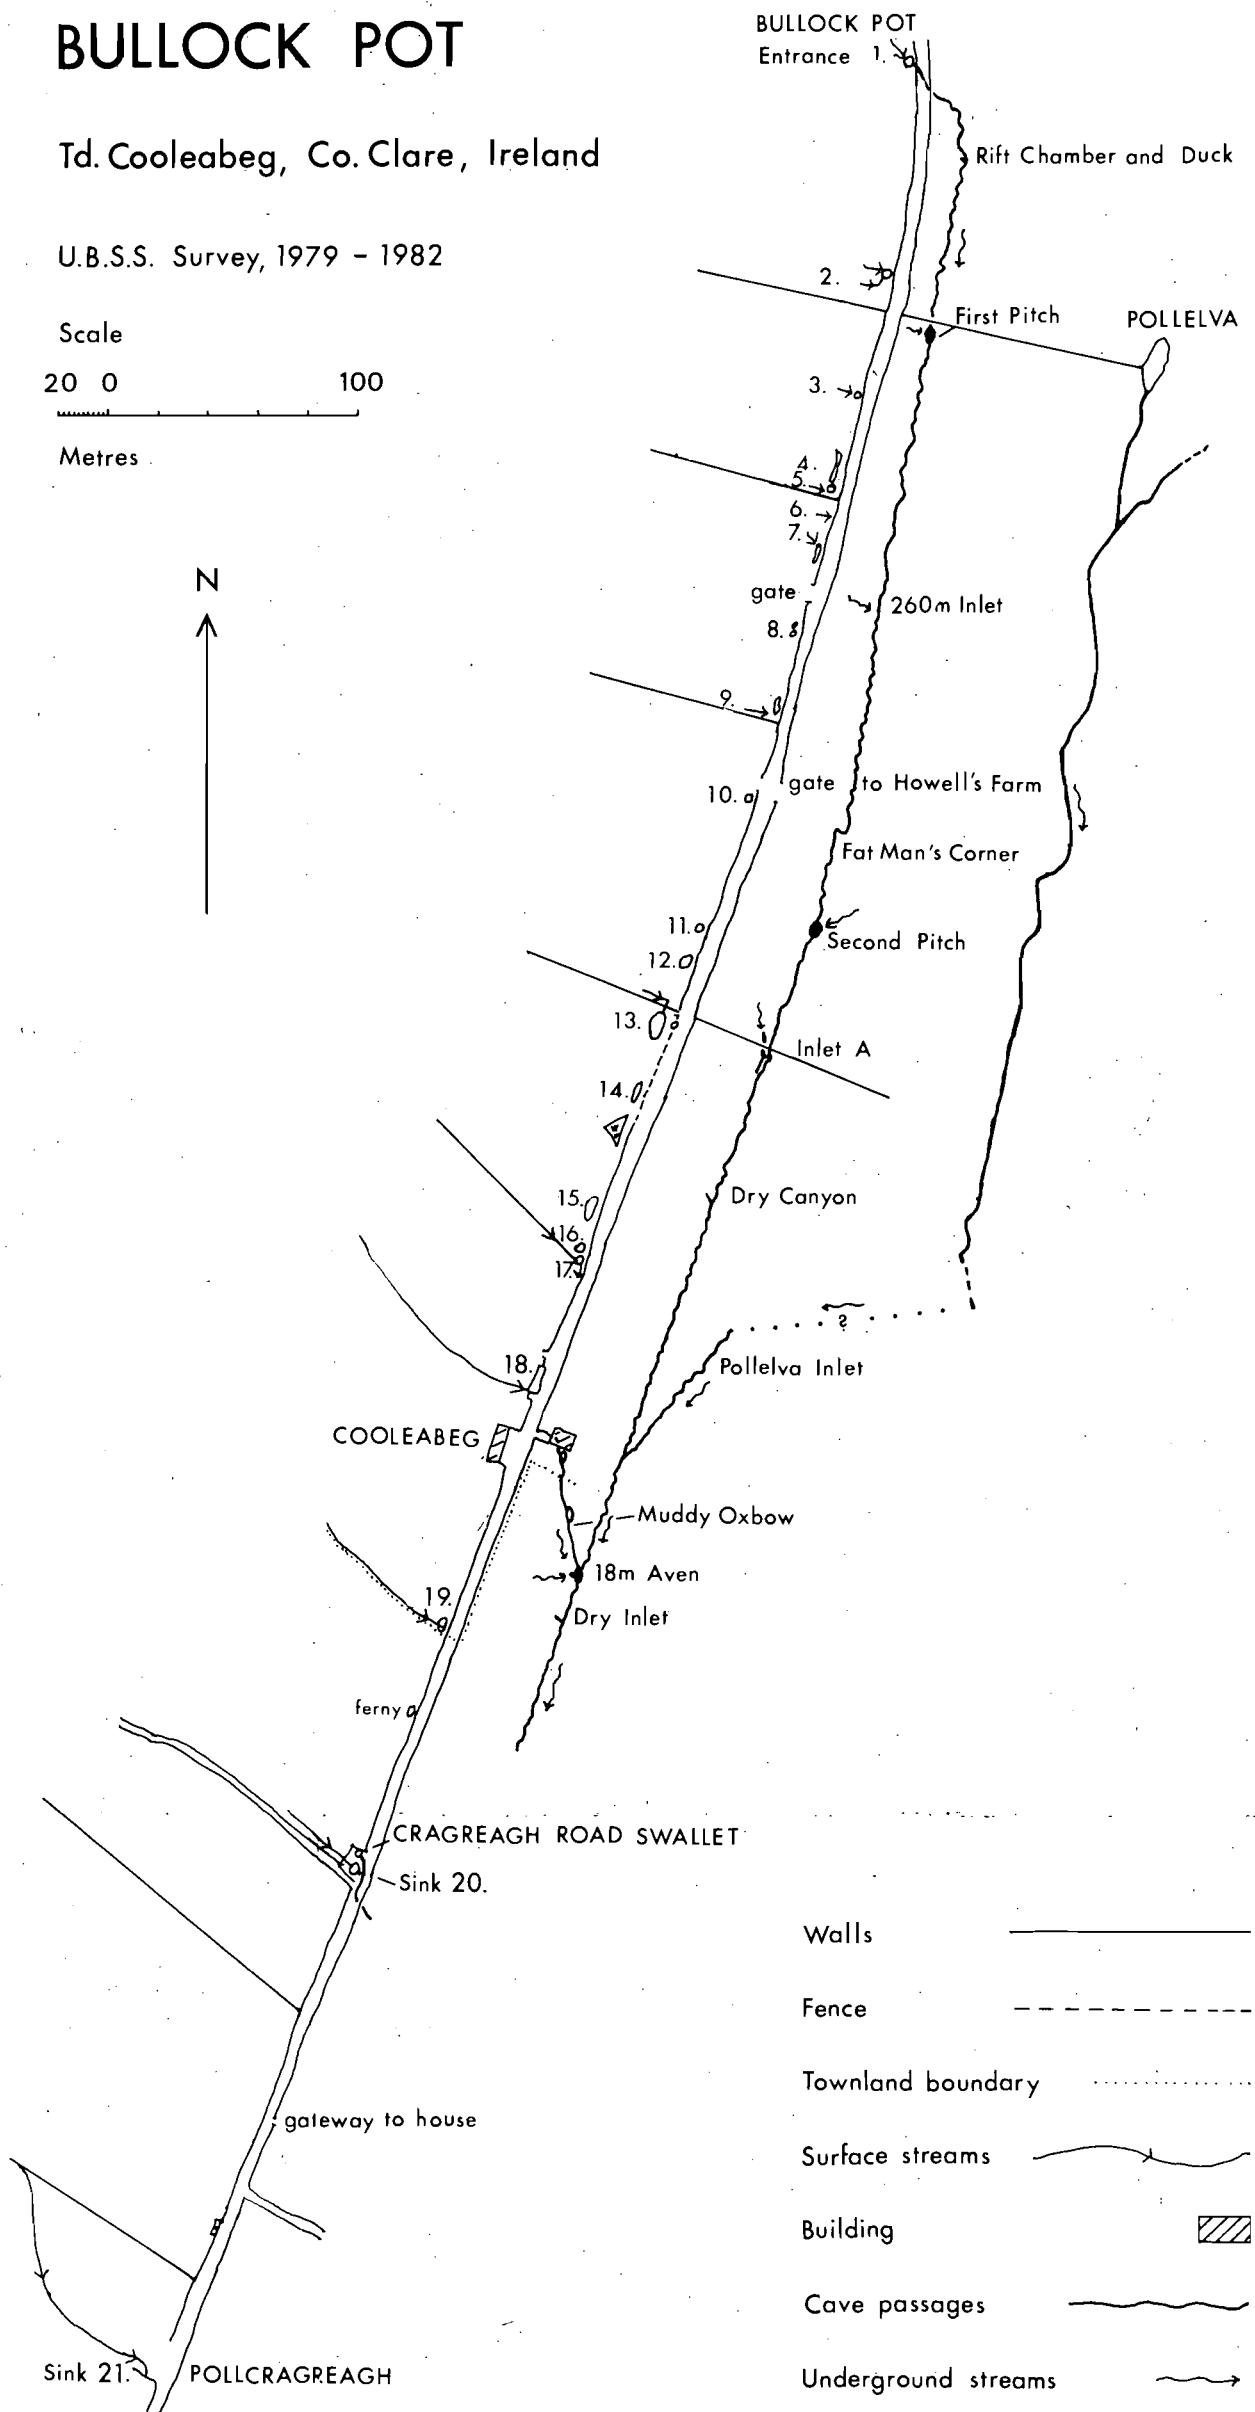 BULLOCK POT
Td. Cooleabeg, Co. Clare, Ireland
U.B.S.S. Survey, 1979 - 1982
Scale
20 0 100
Metres
N
BULLOCK POT
Entrance 1.
Rift Chamber and Duck
2.
First Pitch
POLLELVA
3.
4.
5.
6.
7.
gate
260m Inlet
8.
9.
gate to Howell's Farm
10.
Fat Man's Corner
11.
Second Pitch
12.
13.
Inlet A
14.
Dry Canyon
15.
16.
17.
?
18.
Pollelva Inlet
COOLEABEG
Muddy Oxbow
18m Aven
19.
Dry Inlet
ferny
CRAGREAGH ROAD SWALLET
Sink 20.
gateway to house
Sink 21.
POLLCRAGREAGH
Walls
Fence
Townland boundary
Surface streams
Building
Cave passages
Underground streams